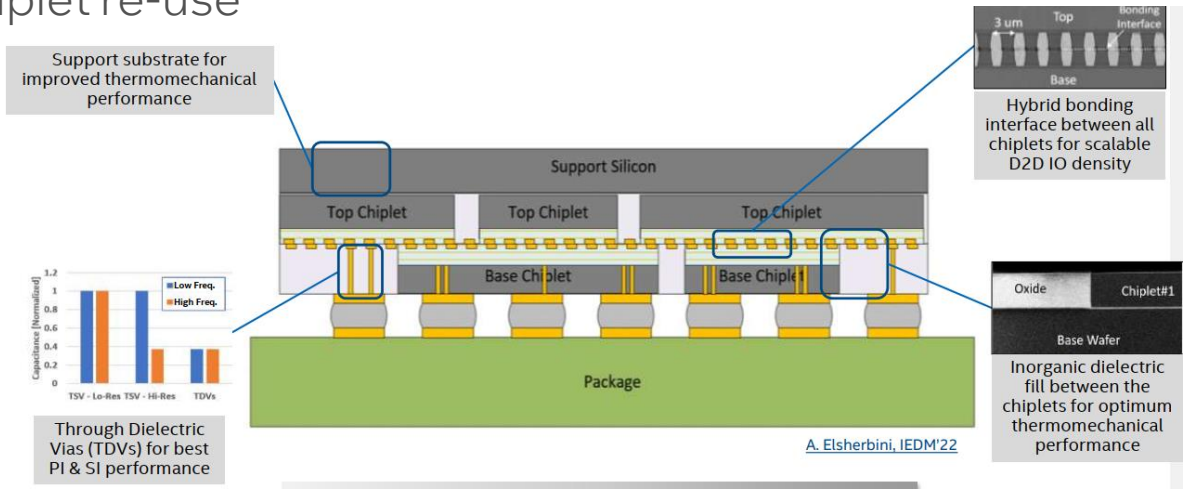 plet re-use
Support substrate for
improved thermomechanical
performance
3 um
Top
Bonding
Interface
Base
Hybrid bonding
interface between all
chiplets for scalable
D2D IO density
Support Silicon
Top Chiplet
Top Chiplet
Top Chiplet
Base Chiplet
Base Chiplet
Package
Capacitance [Normalized]
1.2
1
0.8
0.6
0.4
0.2
0
Low Freq.
High Freq.
TSV - Lo-Res
TSV - Hi-Res
TDVs
Through Dielectric
Vias (TDVs) for best
PI & SI performance
Oxide
Chiplet#1
Base Wafer
Inorganic dielectric
fill between the
chiplets for optimum
thermomechanical
performance
A. Elsherbini, IEDM'22